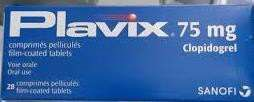 Plavix® 75 mg
Clopidogrel
comprimés pelliculés
film-coated tablets
Voie orale
Oral use
28 comprimés pelliculés
film-coated tablets
SANOFI